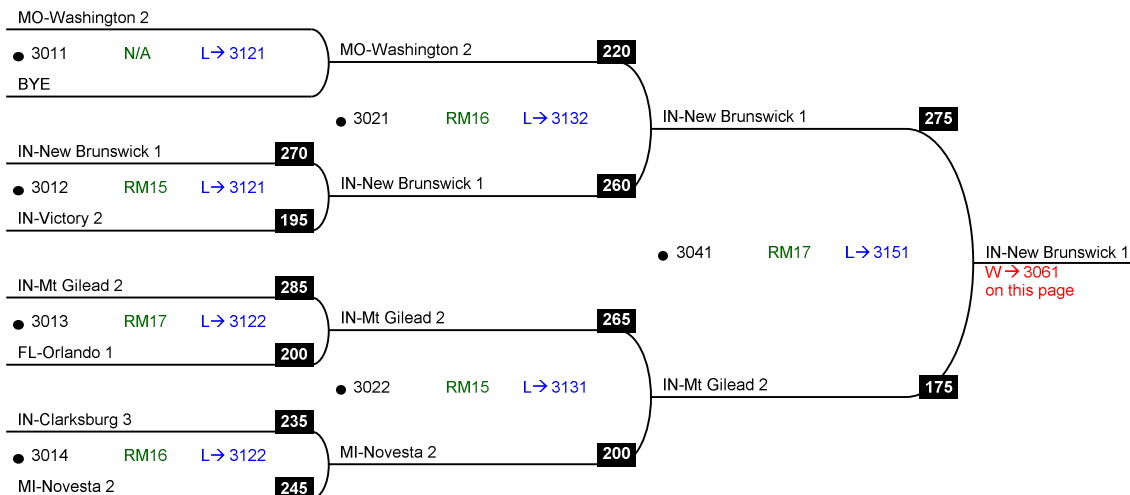 MO-Washington 2
3011 N/A L→ 3121
BYE
MO-Washington 2 220
3021 RM16 L→ 3132
IN-New Brunswick 1 270
3012 RM15 L→ 3121
IN-Victory 2 195
IN-New Brunswick 1 260
IN-New Brunswick 1 275
3041 RM17 L→ 3151
IN-New Brunswick 1
W→ 3061
on this page
IN-Mt Gilead 2 285
3013 RM17 L→ 3122
FL-Orlando 1 200
IN-Mt Gilead 2 265
3022 RM15 L→ 3131
IN-Mt Gilead 2 175
IN-Clarksburg 3 235
3014 RM16 L→ 3122
MI-Novesta 2 245
MI-Novesta 2 200